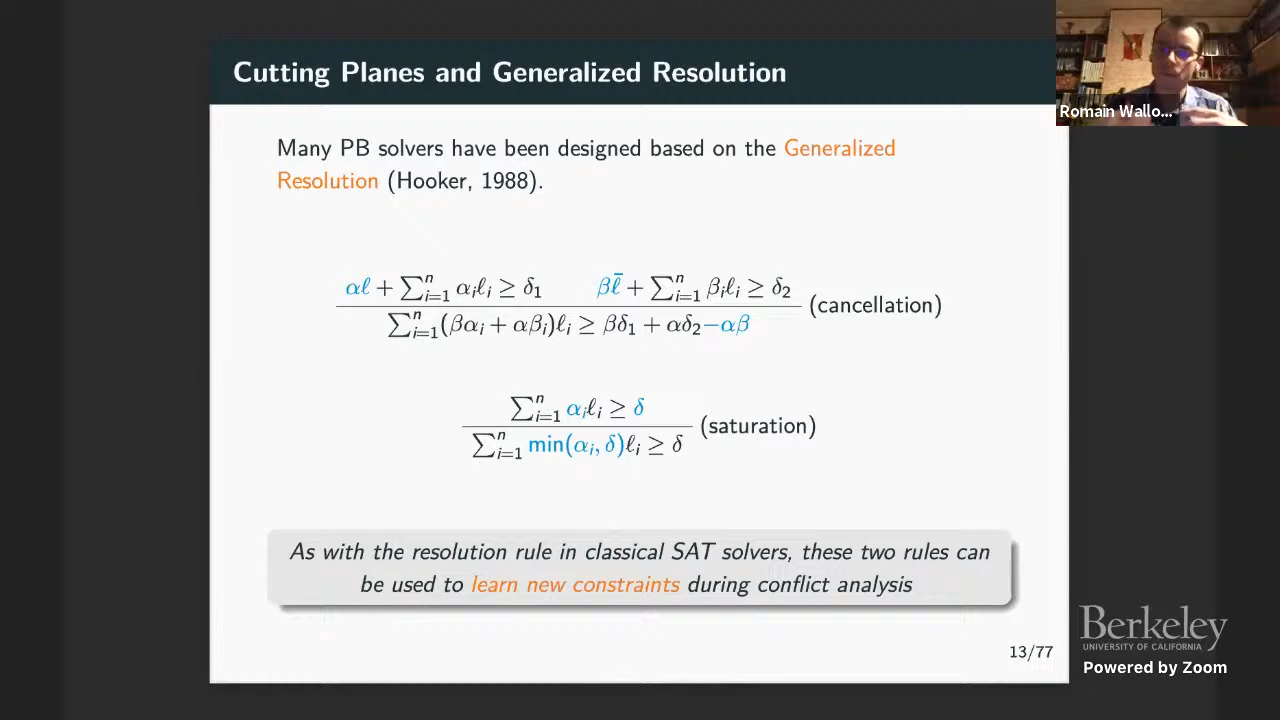 Cutting Planes and Generalized Resolution
Romain Wallo...
Many PB solvers have been designed based on the Generalized
Resolution (Hooker, 1988).
αℓ + ∑ⁿᵢ₌₁ αᵢℓᵢ ≥ δ₁ βℓ̄ + ∑ⁿᵢ₌₁ βᵢℓᵢ ≥ δ₂
(cancellation)
∑ⁿᵢ₌₁(βαᵢ + αβᵢ)ℓᵢ ≥ βδ₁ + αδ₂−αβ
∑ⁿᵢ₌₁ αᵢℓᵢ ≥ δ
(saturation)
∑ⁿᵢ₌₁ min(αᵢ, δ)ℓᵢ ≥ δ
As with the resolution rule in classical SAT solvers, these two rules can
be used to learn new constraints during conflict analysis
13/77
Berkeley
UNIVERSITY OF CALIFORNIA
Powered by Zoom